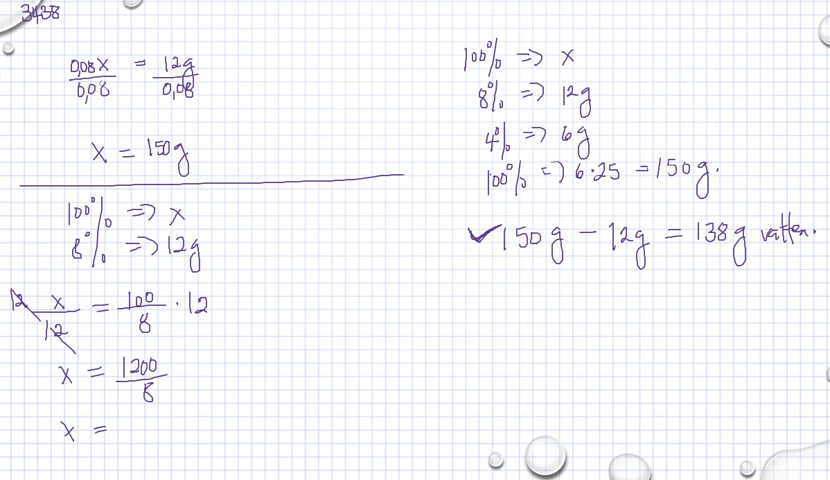 3438
0,08x / 0,08 = 12g / 0,08
x = 150g
100% => x
8% => 12g
12 x / 12 = 100 / 8 · 12
x = 1200 / 8
x =
100% => x
8% => 12g
4% => 6g
100% => 6·25 = 150g.
✓ 150g - 12g = 138g vatten.